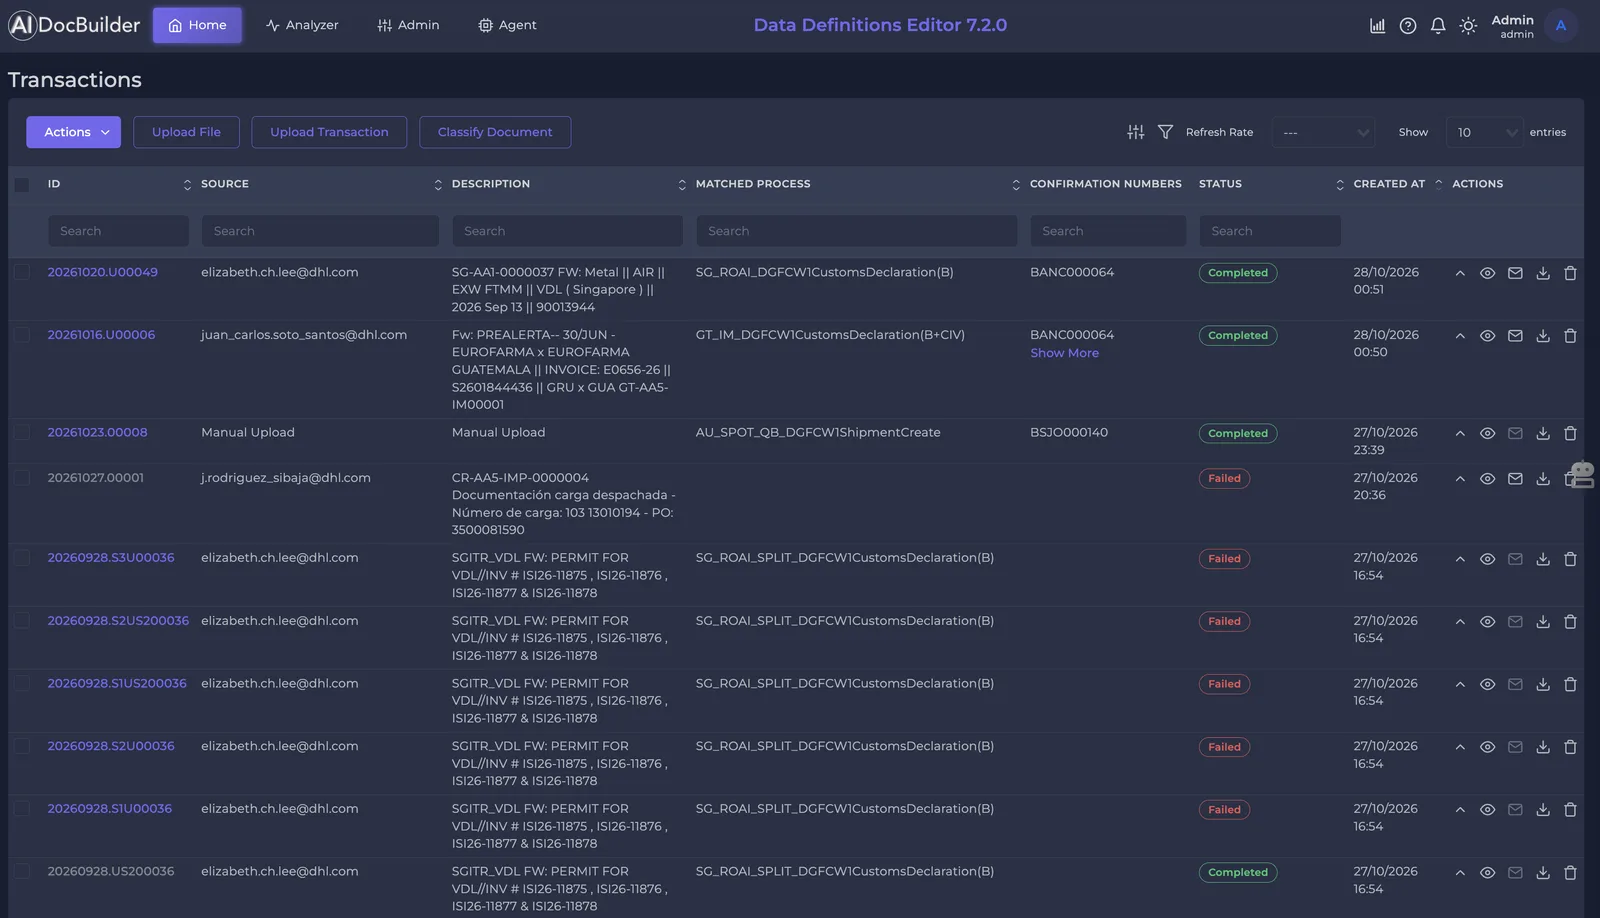 AIDocBuilder
Home
Analyzer
Admin
Agent
Data Definitions Editor 7.2.0
Admin
admin
A
Transactions
Actions
Upload File
Upload Transaction
Classify Document
Refresh Rate
---
Show
10
entries
ID
SOURCE
DESCRIPTION
MATCHED PROCESS
CONFIRMATION NUMBERS
STATUS
CREATED AT
ACTIONS
Search
Search
Search
Search
Search
Search
20261020.U00049
elizabeth.ch.lee@dhl.com
SG-AA1-0000037 FW: Metal || AIR ||
EXW FTMM || VDL ( Singapore ) ||
2026 Sep 13 || 90013944
SG_ROAI_DGFCW1CustomsDeclaration(B)
BANC000064
Completed
28/10/2026
00:51
20261016.U00006
juan_carlos.soto_santos@dhl.com
Fw: PREALERTA-- 30/JUN -
EUROFARMA x EUROFARMA
GUATEMALA || INVOICE: E0656-26 ||
S2601844436 || GRU x GUA GT-AA5-
IM00001
GT_IM_DGFCW1CustomsDeclaration(B+CIV)
BANC000064
Show More
Completed
28/10/2026
00:50
20261023.00008
Manual Upload
Manual Upload
AU_SPOT_QB_DGFCW1ShipmentCreate
BSJO000140
Completed
27/10/2026
23:39
20261027.00001
j.rodriguez_sibaja@dhl.com
CR-AA5-IMP-0000004
Documentación carga despachada -
Número de carga: 103 13010194 - PO:
3500081590
Failed
27/10/2026
20:36
20260928.S3U00036
elizabeth.ch.lee@dhl.com
SGITR_VDL FW: PERMIT FOR
VDL//INV # ISI26-11875 , ISI26-11876 ,
ISI26-11877 & ISI26-11878
SG_ROAI_SPLIT_DGFCW1CustomsDeclaration(B)
Failed
27/10/2026
16:54
20260928.S2US200036
elizabeth.ch.lee@dhl.com
SGITR_VDL FW: PERMIT FOR
VDL//INV # ISI26-11875 , ISI26-11876 ,
ISI26-11877 & ISI26-11878
SG_ROAI_SPLIT_DGFCW1CustomsDeclaration(B)
Failed
27/10/2026
16:54
20260928.S1US200036
elizabeth.ch.lee@dhl.com
SGITR_VDL FW: PERMIT FOR
VDL//INV # ISI26-11875 , ISI26-11876 ,
ISI26-11877 & ISI26-11878
SG_ROAI_SPLIT_DGFCW1CustomsDeclaration(B)
Failed
27/10/2026
16:54
20260928.S2U00036
elizabeth.ch.lee@dhl.com
SGITR_VDL FW: PERMIT FOR
VDL//INV # ISI26-11875 , ISI26-11876 ,
ISI26-11877 & ISI26-11878
SG_ROAI_SPLIT_DGFCW1CustomsDeclaration(B)
Failed
27/10/2026
16:54
20260928.S1U00036
elizabeth.ch.lee@dhl.com
SGITR_VDL FW: PERMIT FOR
VDL//INV # ISI26-11875 , ISI26-11876 ,
ISI26-11877 & ISI26-11878
SG_ROAI_SPLIT_DGFCW1CustomsDeclaration(B)
Failed
27/10/2026
16:54
20260928.US200036
elizabeth.ch.lee@dhl.com
SGITR_VDL FW: PERMIT FOR
VDL//INV # ISI26-11875 , ISI26-11876 ,
ISI26-11877 & ISI26-11878
SG_ROAI_SPLIT_DGFCW1CustomsDeclaration(B)
Completed
27/10/2026
16:54